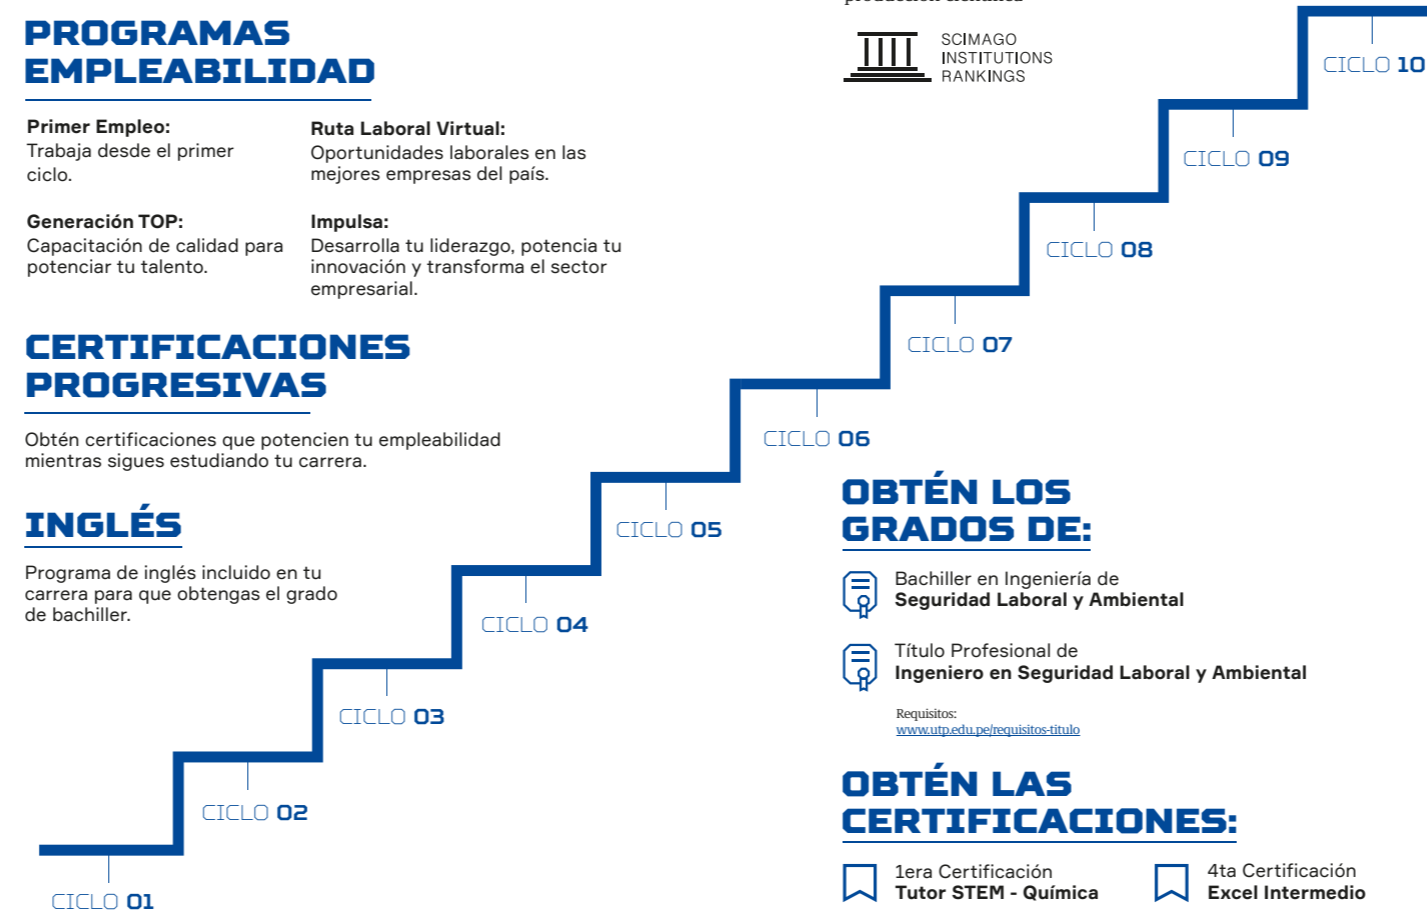 PROGRAMAS
EMPLEABILIDAD
Primer Empleo:
Trabaja desde el primer
ciclo.
Ruta Laboral Virtual:
Oportunidades laborales en las
mejores empresas del país.
Generación TOP:
Capacitación de calidad para
potenciar tu talento.
Impulsa:
Desarrolla tu liderazgo, potencia tu
innovación y transforma el sector
empresarial.
CERTIFICACIONES
PROGRESIVAS
Obtén certificaciones que potencien tu empleabilidad
mientras sigues estudiando tu carrera.
INGLÉS
Programa de inglés incluido en tu
carrera para que obtengas el grado
de bachiller.
SCIMAGO
INSTITUTIONS
RANKINGS
CICLO 10
CICLO 09
CICLO 08
CICLO 07
CICLO 06
CICLO 05
CICLO 04
CICLO 03
CICLO 02
CICLO 01
OBTÉN LOS
GRADOS DE:
Bachiller en Ingeniería de
Seguridad Laboral y Ambiental
Título Profesional de
Ingeniero en Seguridad Laboral y Ambiental
Requisitos:
www.utp.edu.pe/requisitos-titulo
OBTÉN LAS
CERTIFICACIONES:
1era Certificación
Tutor STEM - Química
4ta Certificación
Excel Intermedio